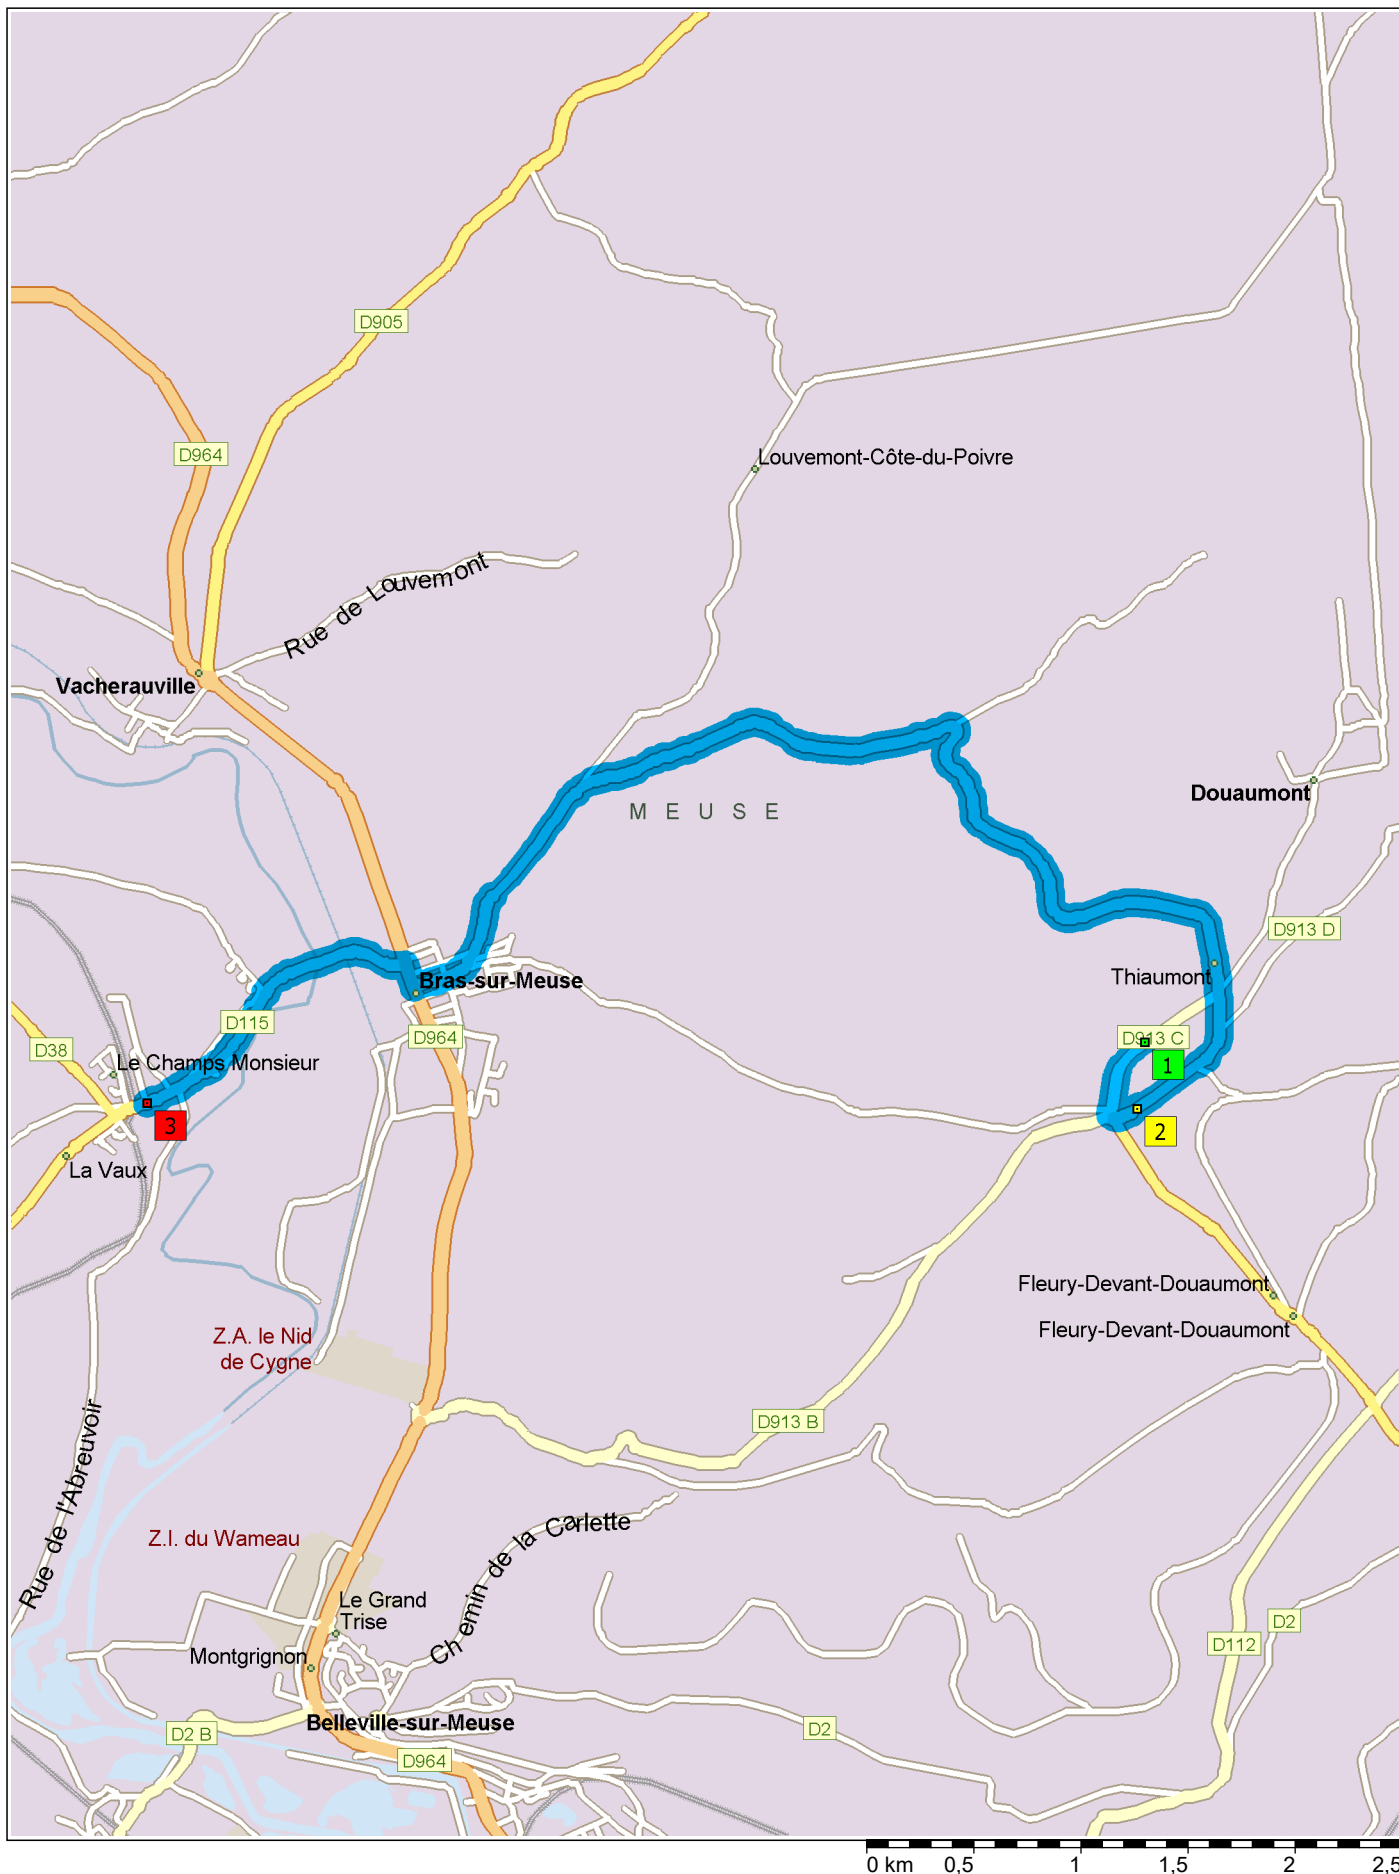 D905
D964
Louvemont-Côte-du-Poivre
Rue de Louvemont
Vacherauville
M E U S E
Douaumont
D913 D
Thiaumont
Bras-sur-Meuse
D115
D964
D913 C
D38
Le Champs Monsieur
1
3
2
La Vaux
Fleury-Devant-Douaumont
Fleury-Devant-Douaumont
Z.A. le Nid
de Cygne
D913 B
Rue de l'Abreuvoir
Z.I. du Wameau
Chemin de la Carlette
Le Grand
Trise
D2
D112
Montgrignon
Belleville-sur-Meuse
D2 B
D2
D964
0 km 0,5 1 1,5 2 2,5